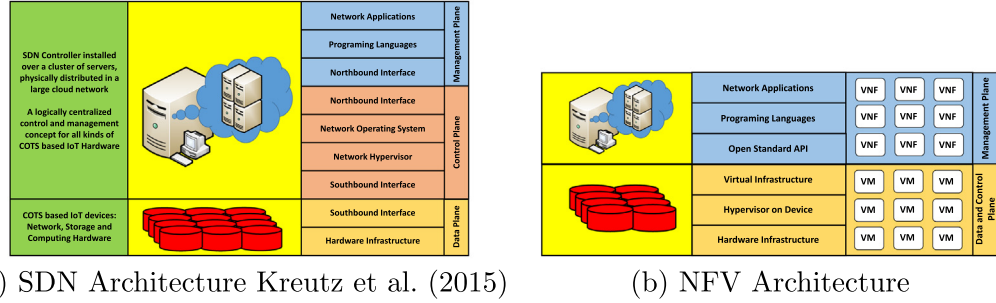 SDN Controller installed
over a cluster of servers,
physically distributed in a
large cloud network
A logically centralized
control and management
concept for all kinds of
COTS based IoT Hardware
COTS based IoT devices:
Network, Storage and
Computing Hardware
Network Applications
Programing Languages
Northbound Interface
Northbound Interface
Network Operating System
Network Hypervisor
Southbound Interface
Southbound Interface
Hardware Infrastructure
Management Plane
Control Plane
Data Plane
) SDN Architecture Kreutz et al. (2015)
Network Applications
Programing Languages
Open Standard API
Virtual Infrastructure
Hypervisor on Device
Hardware Infrastructure
VNF VNF VNF
VNF VNF VNF
VNF VNF VNF
VM VM VM
VM VM VM
VM VM VM
Management Plane
Data and Control
Plane
(b) NFV Architecture